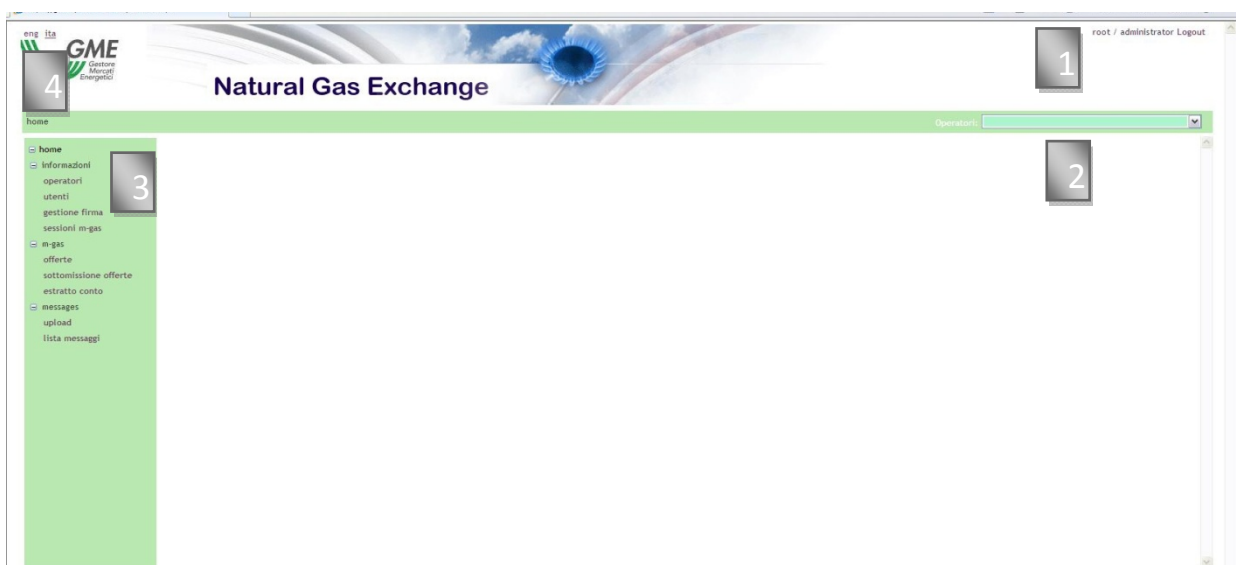 eng ita
GME
Gestore
Mercati
Energetici
Natural Gas Exchange
root / administrator Logout
1
4
home
Operatori:
2
3
home
informazioni
operatori
utenti
gestione firma
sessioni m-gas
m-gas
offerte
sottomissione offerte
estratto conto
messages
upload
lista messaggi